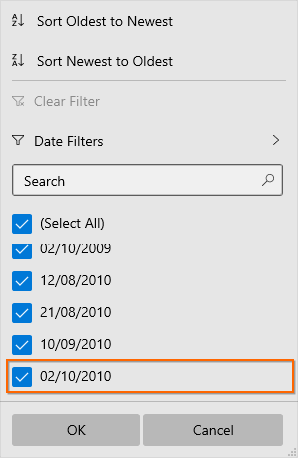 Sort Oldest to Newest
Sort Newest to Oldest
Clear Filter
Date Filters
Search
(Select All)
02/10/2009
12/08/2010
21/08/2010
10/09/2010
02/10/2010
OK Cancel